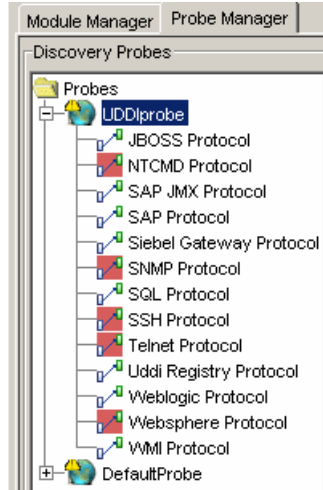 Module Manager Probe Manager
Discovery Probes
Probes
UDDIprobe
JBOSS Protocol
NTCMD Protocol
SAP JMX Protocol
SAP Protocol
Siebel Gateway Protocol
SNMP Protocol
SQL Protocol
SSH Protocol
Telnet Protocol
Uddi Registry Protocol
Weblogic Protocol
Websphere Protocol
WMI Protocol
DefaultProbe